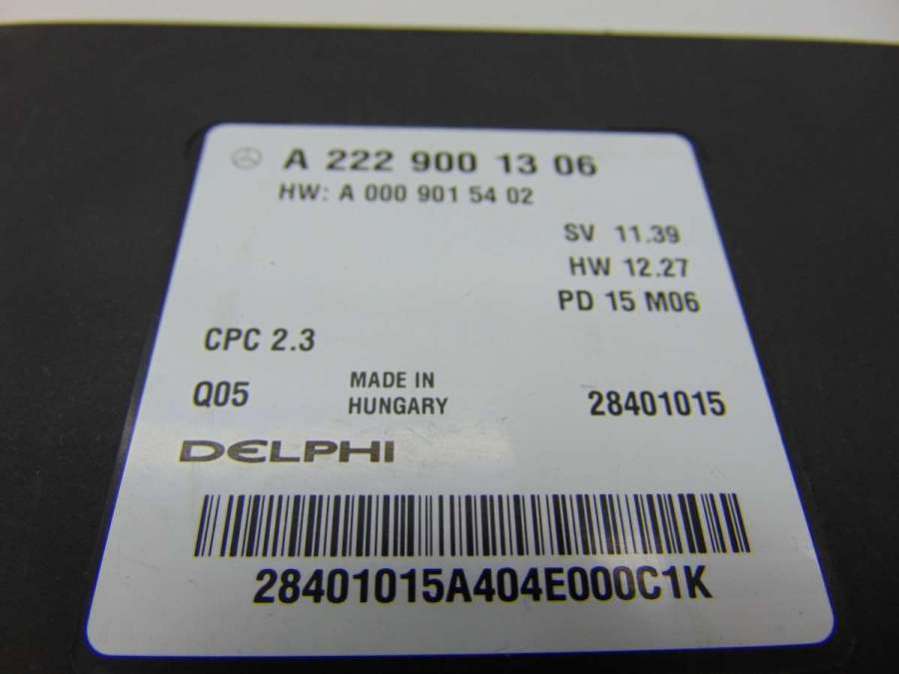 A 222 900 13 06
HW: A 000 901 54 02
SV 11.39
HW 12.27
PD 15 M06
CPC 2.3
Q05
MADE IN
HUNGARY
28401015
DELPHI
28401015A404E000C1K